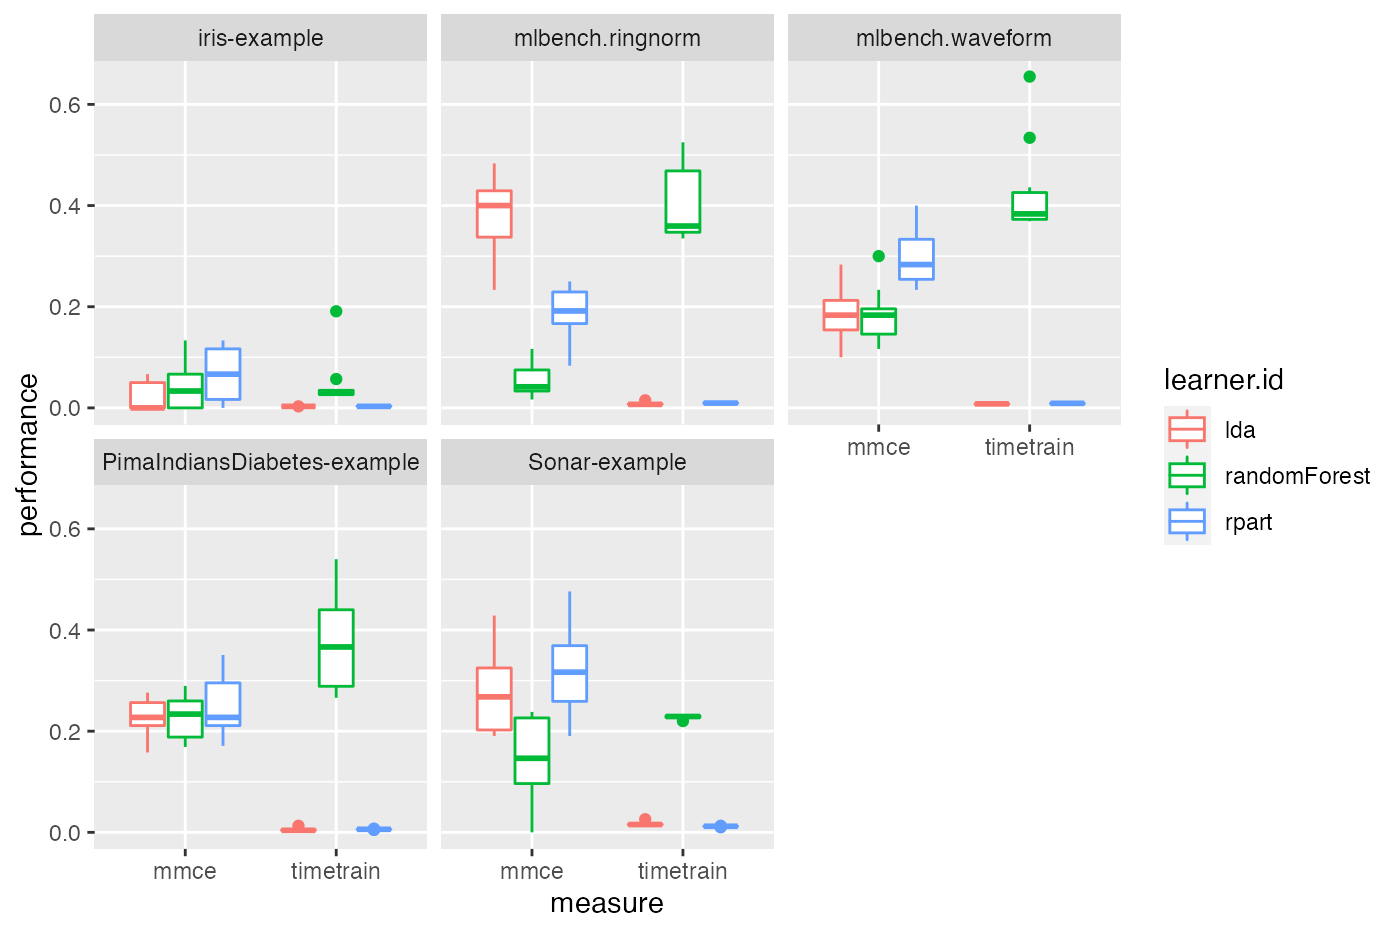 iris-example
mlbench.ringnorm
mlbench.waveform
0.6
0.4
0.2
0.0
mmce
timetrain
PimaIndiansDiabetes-example
Sonar-example
0.6
0.4
0.2
0.0
mmce
timetrain
mmce
timetrain
measure
performance
learner.id
lda
randomForest
rpart